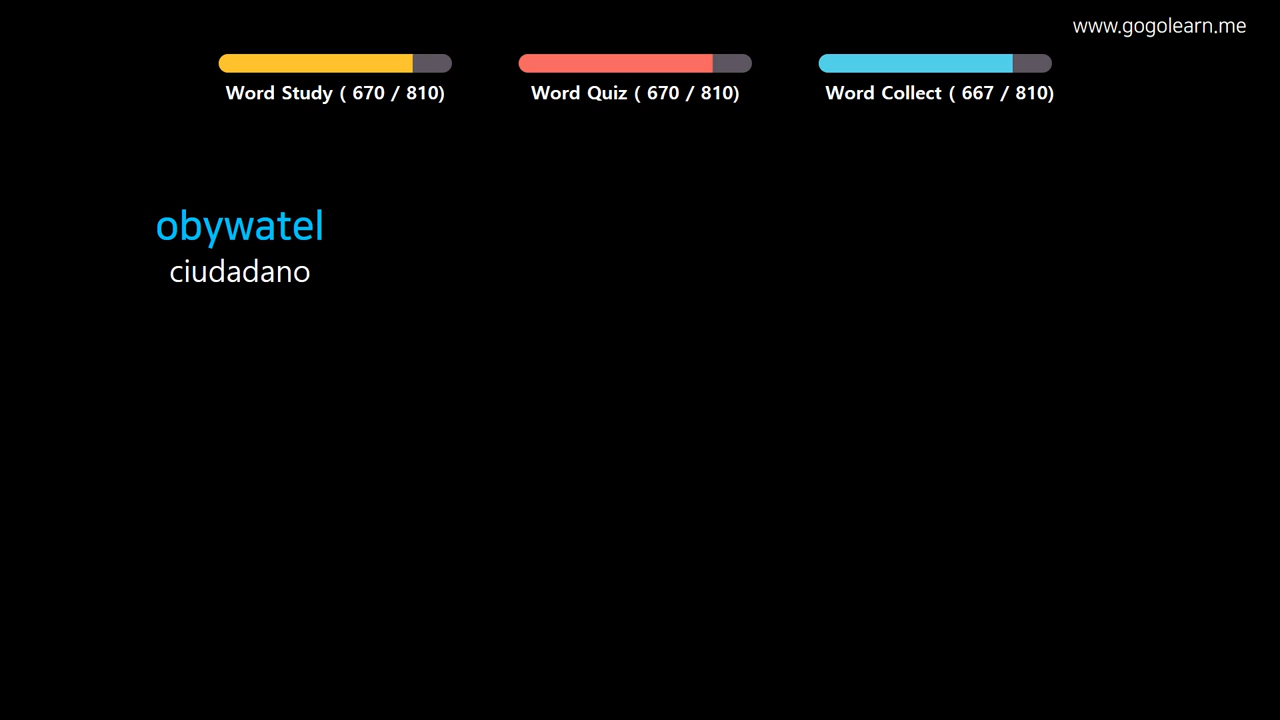 www.gogolearn.me
Word Study ( 670 / 810)
Word Quiz ( 670 / 810)
Word Collect ( 667 / 810)
obywatel
ciudadano